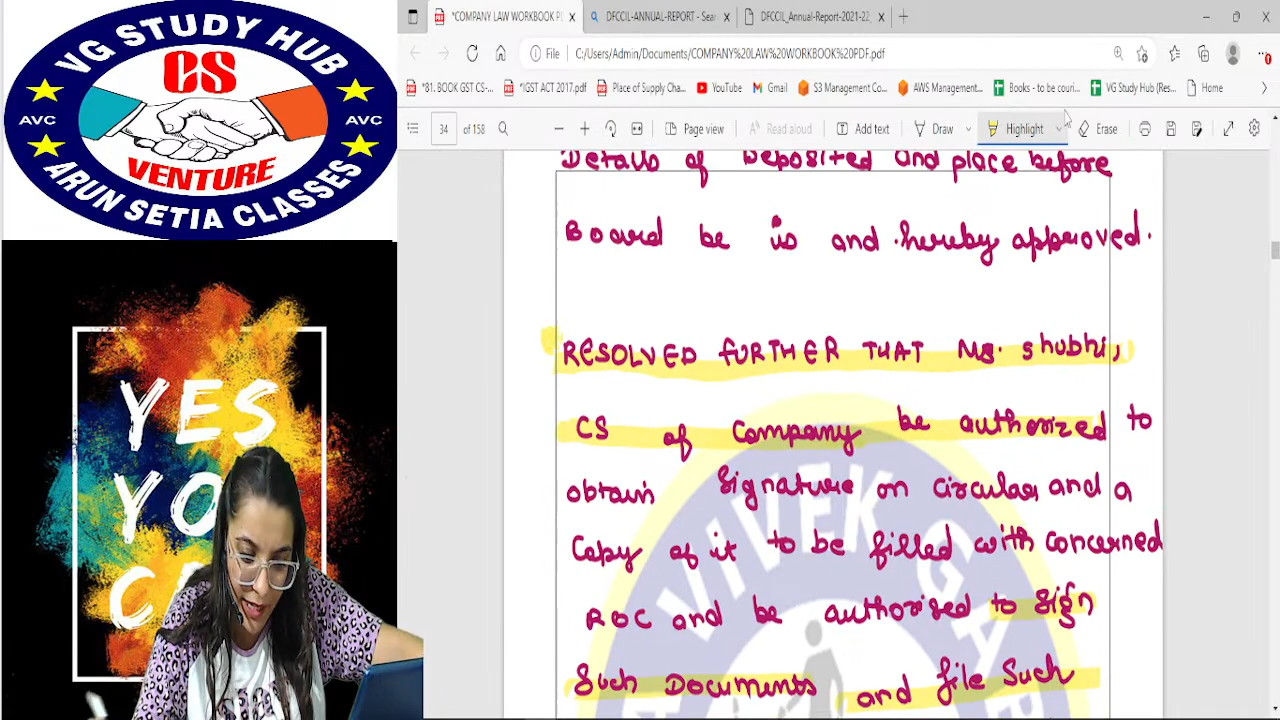 VG STUDY HUB
CS
AVC
AVC
VENTURE
ARUN SETIA CLASSES
YES
YO
C
*COMPANY LAW WORKBOOK P
DFCCIL-ANNUAL-REPORT - Sear
DFCCIL_Annual-Report-2021-22
File
C:/Users/Admin/Documents/COMPANY%20LAW%20WORKBOOK%20PDF.pdf
*81. BOOK GST CS-...
*IGST ACT 2017.pdf
Place of Supply Cha...
YouTube
Gmail
S3 Management Co...
AWS Management...
Books - to be couri...
VG Study Hub (Res...
Home
34
of 158
Page view
Read aloud
Add text
Draw
Highlight
Erase
Details of Deposited and place before
Board be is and hereby approved.
RESOLVED FURTHER THAT Ms. Shubhi,
CS of Company be authorized to
obtain Signature on circular and a
Copy of it to be filled with concerned
ROC and be authorised to sign
Such Documents and file Such
VIVEK